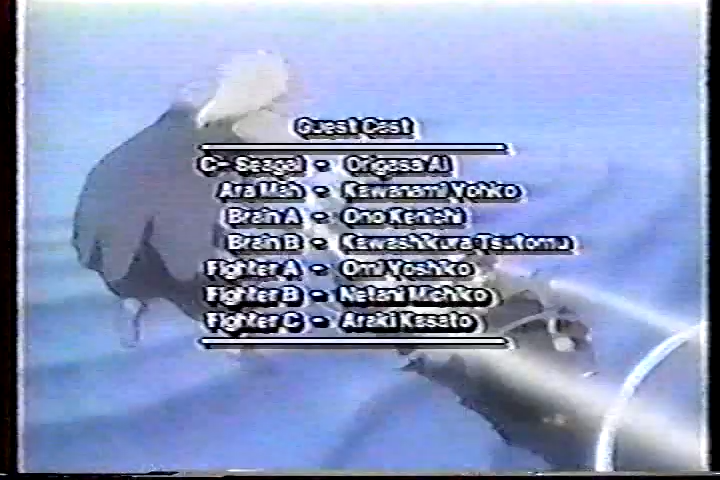 Guest Cast
C- Seagal - Origasa Ai
Ara Mah - Kawanami Yohko
Brain A - Ono Kenichi
Brain B - Kawashikura Tsutomu
Fighter A - Omi Yoshiko
Fighter B - Netani Michiko
Fighter C - Araki Kasato